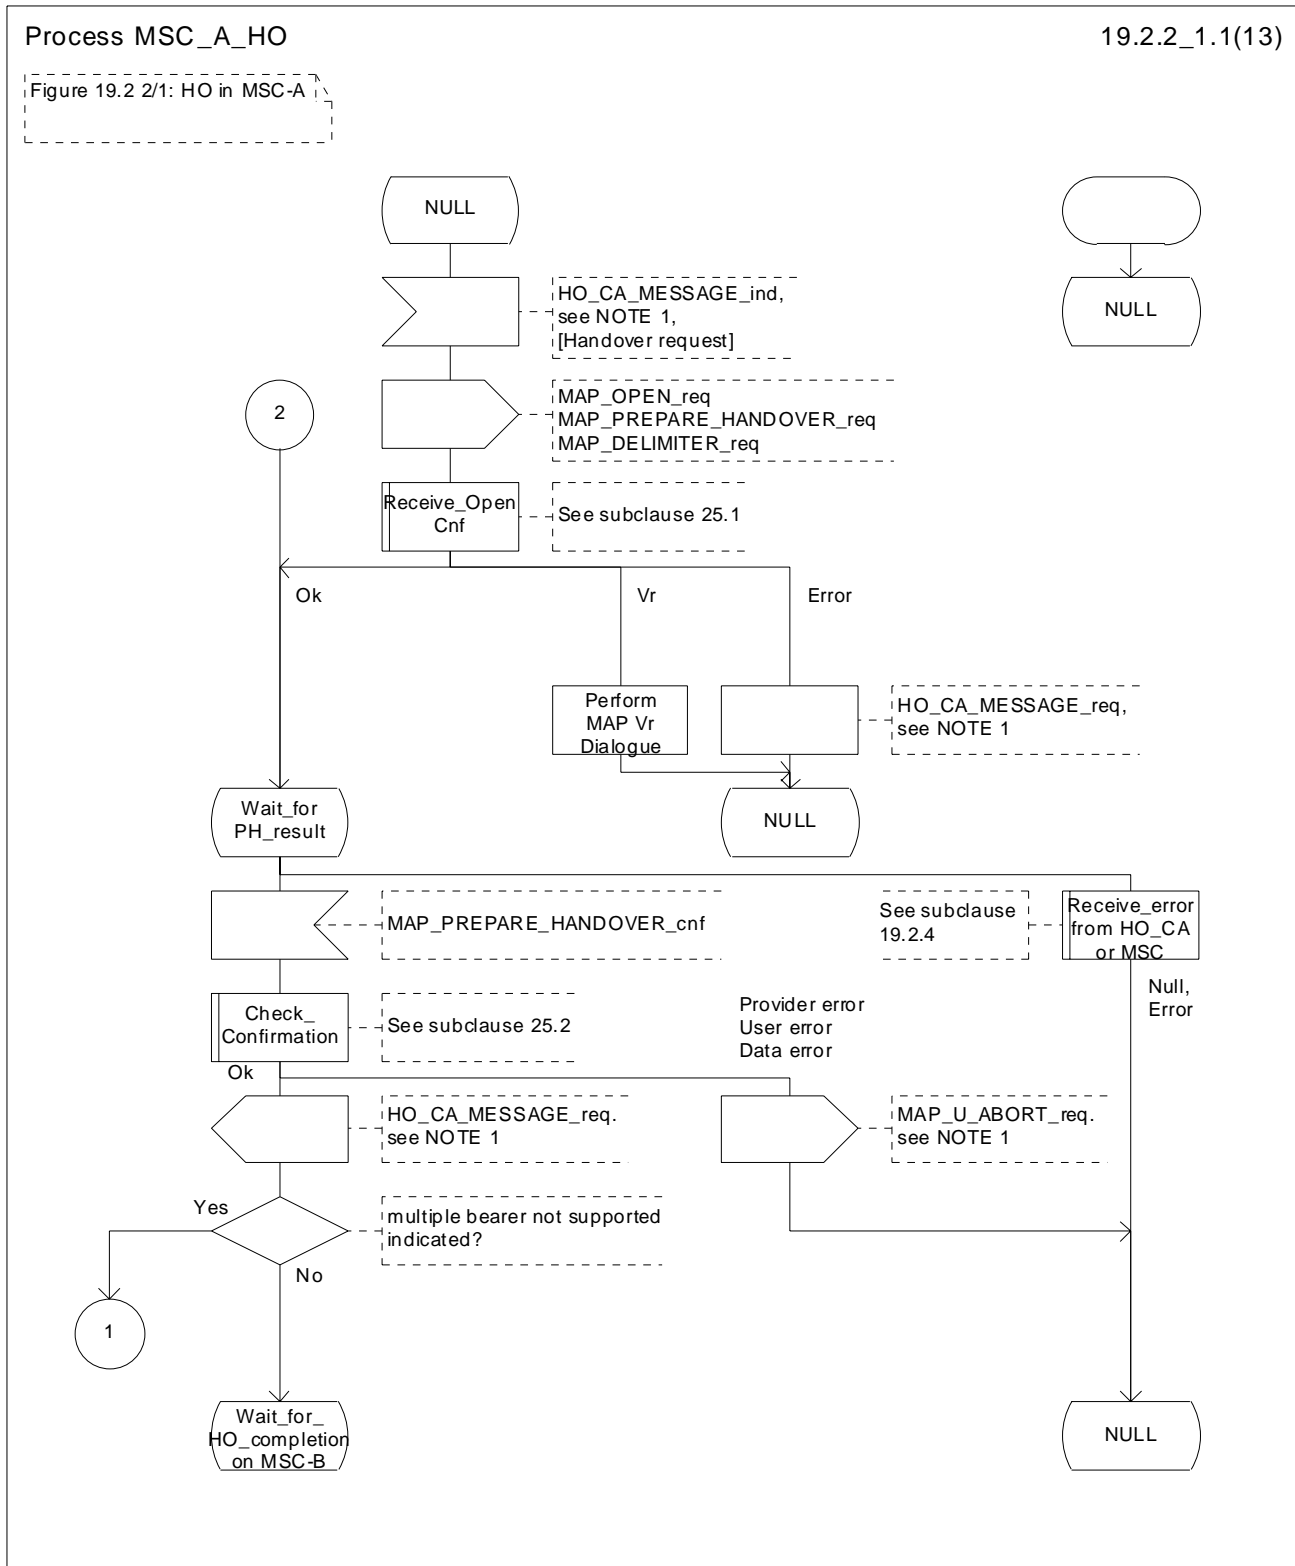 Process MSC_A_HO
19.2.2_1.1(13)
Figure 19.2 2/1: HO in MSC-A
NULL
NULL
HO_CA_MESSAGE_ind,
see NOTE 1,
[Handover request]
2
MAP_OPEN_req
MAP_PREPARE_HANDOVER_req
MAP_DELIMITER_req
Receive_Open
Cnf
See subclause 25.1
Ok
Vr
Error
Perform
MAP Vr
Dialogue
HO_CA_MESSAGE_req,
see NOTE 1
Wait_for
PH_result
NULL
MAP_PREPARE_HANDOVER_cnf
See subclause
19.2.4
Receive_error
from HO_CA
or MSC
Null,
Error
Check_
Confirmation
See subclause 25.2
Provider error
User error
Data error
Ok
HO_CA_MESSAGE_req.
see NOTE 1
MAP_U_ABORT_req.
see NOTE 1
Yes
multiple bearer not supported
indicated?
No
1
Wait_for_
HO_completion
on MSC-B
NULL